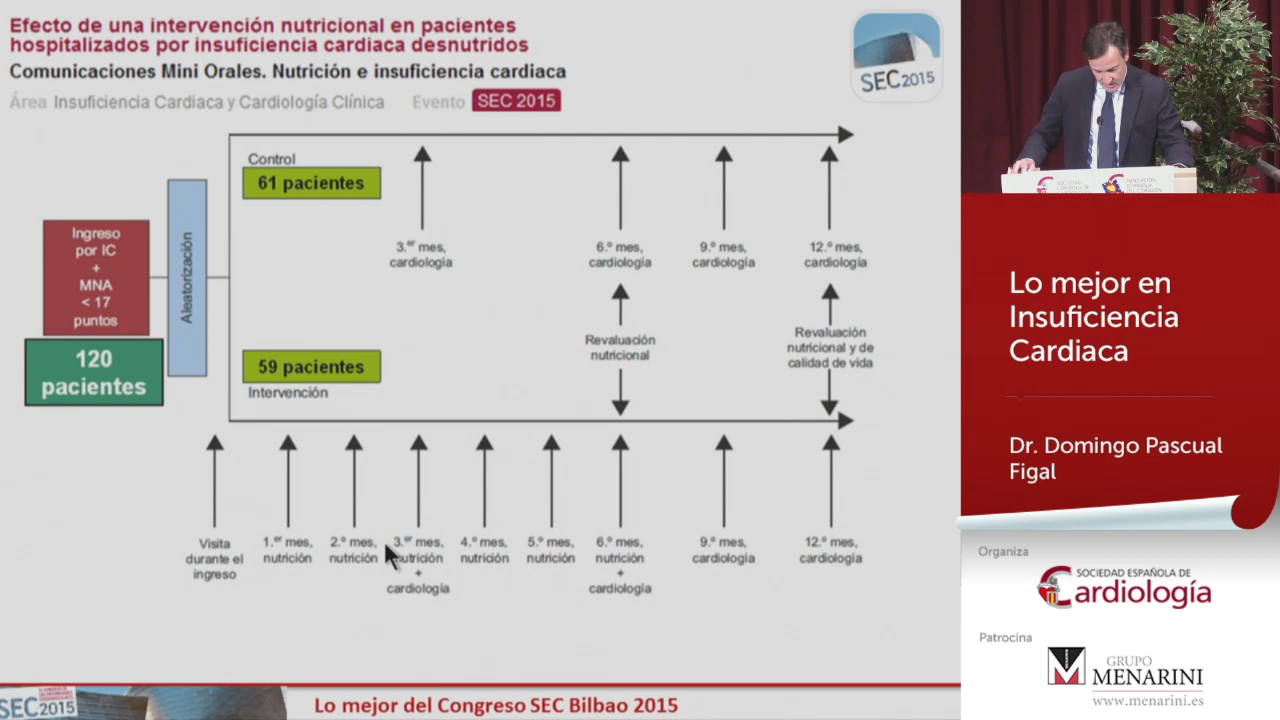 Efecto de una intervención nutricional en pacientes
hospitalizados por insuficiencia cardiaca desnutridos
Comunicaciones Mini Orales. Nutrición e insuficiencia cardiaca
Área Insuficiencia Cardiaca y Cardiología Clínica Evento SEC 2015
SEC2015
Control
61 pacientes
3.er mes,
cardiología
6.º mes,
cardiología
9.º mes,
cardiología
12.º mes,
cardiología
Ingreso
por IC
+
MNA
< 17
puntos
120
pacientes
Aleatorización
Revaluación
nutricional
Revaluación
nutricional y de
calidad de vida
59 pacientes
Intervención
Visita
durante el
ingreso
1.er mes,
nutrición
2.º mes,
nutrición
3.er mes,
nutrición
+
cardiología
4.º mes,
nutrición
5.º mes,
nutrición
6.º mes,
nutrición
+
cardiología
9.º mes,
cardiología
12.º mes,
cardiología
SEC2015
Lo mejor del Congreso SEC Bilbao 2015
Lo mejor en
Insuficiencia
Cardiaca
Dr. Domingo Pascual
Figal
Organiza
SOCIEDAD ESPAÑOLA DE
Cardiología
Patrocina
GRUPO
MENARINI
www.menarini.es